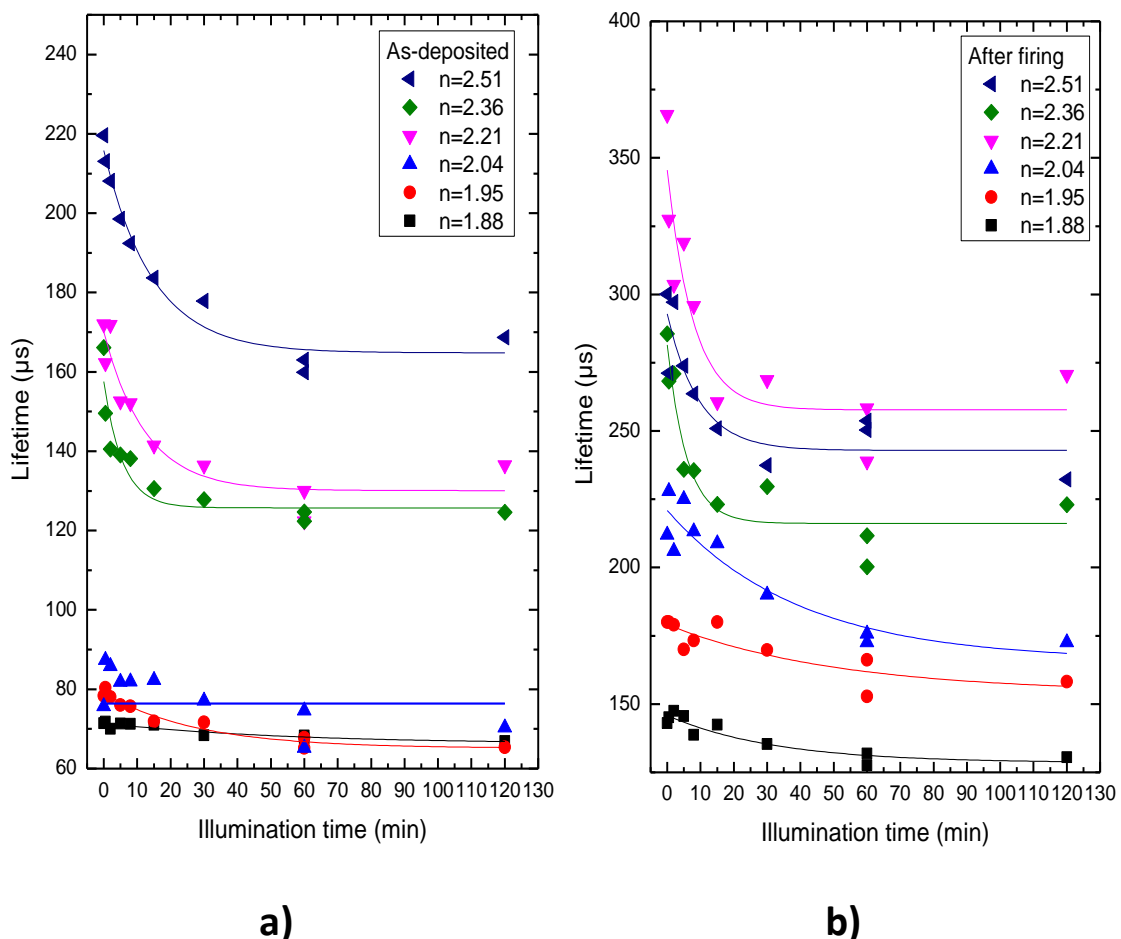 As-deposited
n=2.51
n=2.36
n=2.21
n=2.04
n=1.95
n=1.88
240
220
200
180
160
140
120
100
80
60
Lifetime (µs)
0 10 20 30 40 50 60 70 80 90 100 110 120 130
Illumination time (min)
a)
After firing
n=2.51
n=2.36
n=2.21
n=2.04
n=1.95
n=1.88
400
350
300
250
200
150
Lifetime (µs)
0 10 20 30 40 50 60 70 80 90 100 110 120 130
Illumination time (min)
b)